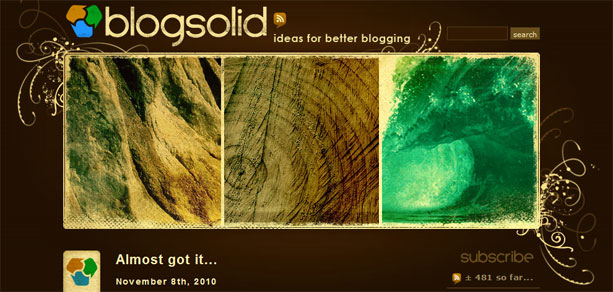 blogsolid
ideas for better blogging
search
Almost got it...
November 8th, 2010
subscribe
± 481 so far...